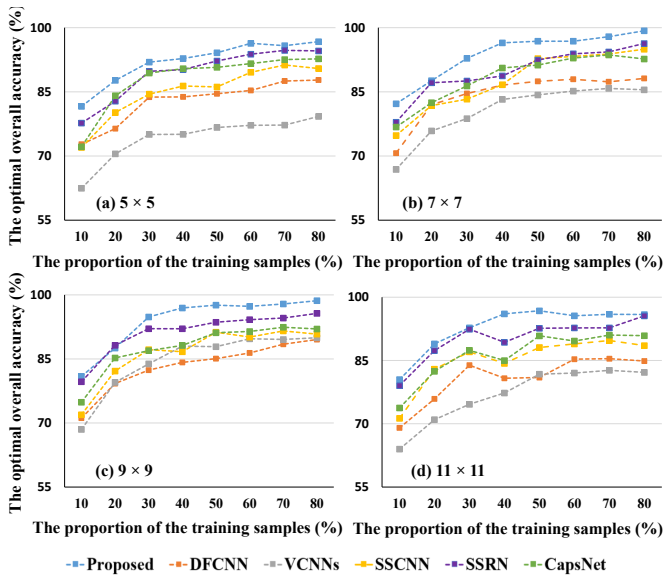 The optimal overall accuracy (%)
100
85
70
55
(a) 5 × 5
10 20 30 40 50 60 70 80
The proportion of the training samples (%)
100
85
70
55
(b) 7 × 7
10 20 30 40 50 60 70 80
The proportion of the training samples (%)
The optimal overall accuracy (%)
100
85
70
55
(c) 9 × 9
10 20 30 40 50 60 70 80
The proportion of the training samples (%)
100
85
70
55
(d) 11 × 11
10 20 30 40 50 60 70 80
The proportion of the training samples (%)
Proposed DFCNN VCNNs SSCNN SSRN CapsNet